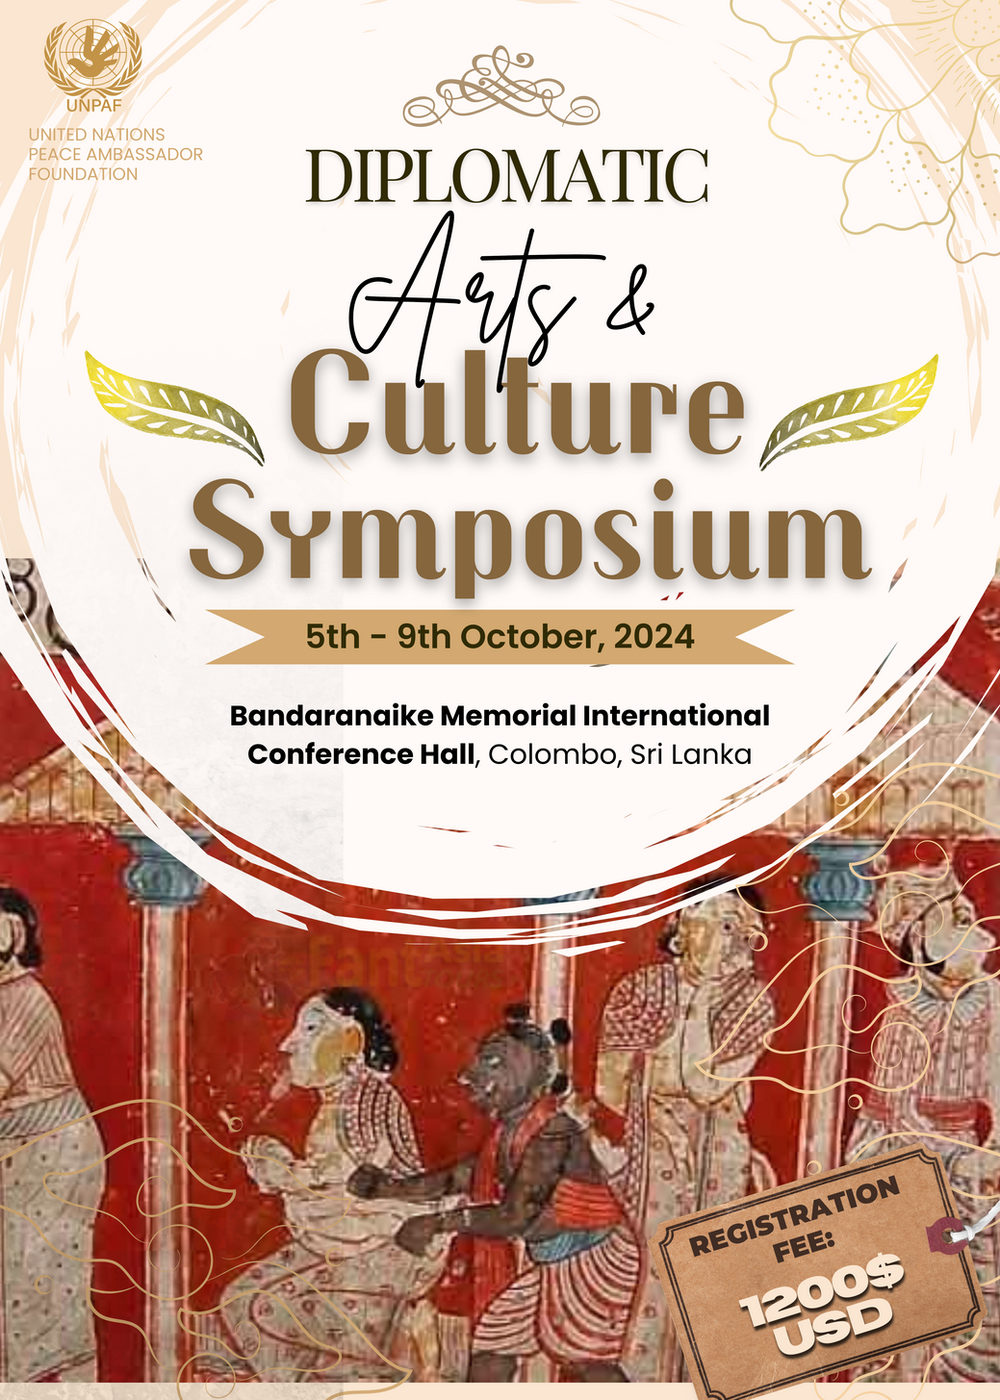 UNPAF
UNITED NATIONS
PEACE AMBASSADOR
FOUNDATION
DIPLOMATIC
Arts &
Culture
Symposium
5th - 9th October, 2024
Bandaranaike Memorial International
Conference Hall, Colombo, Sri Lanka
REGISTRATION
FEE:
1200$
USD